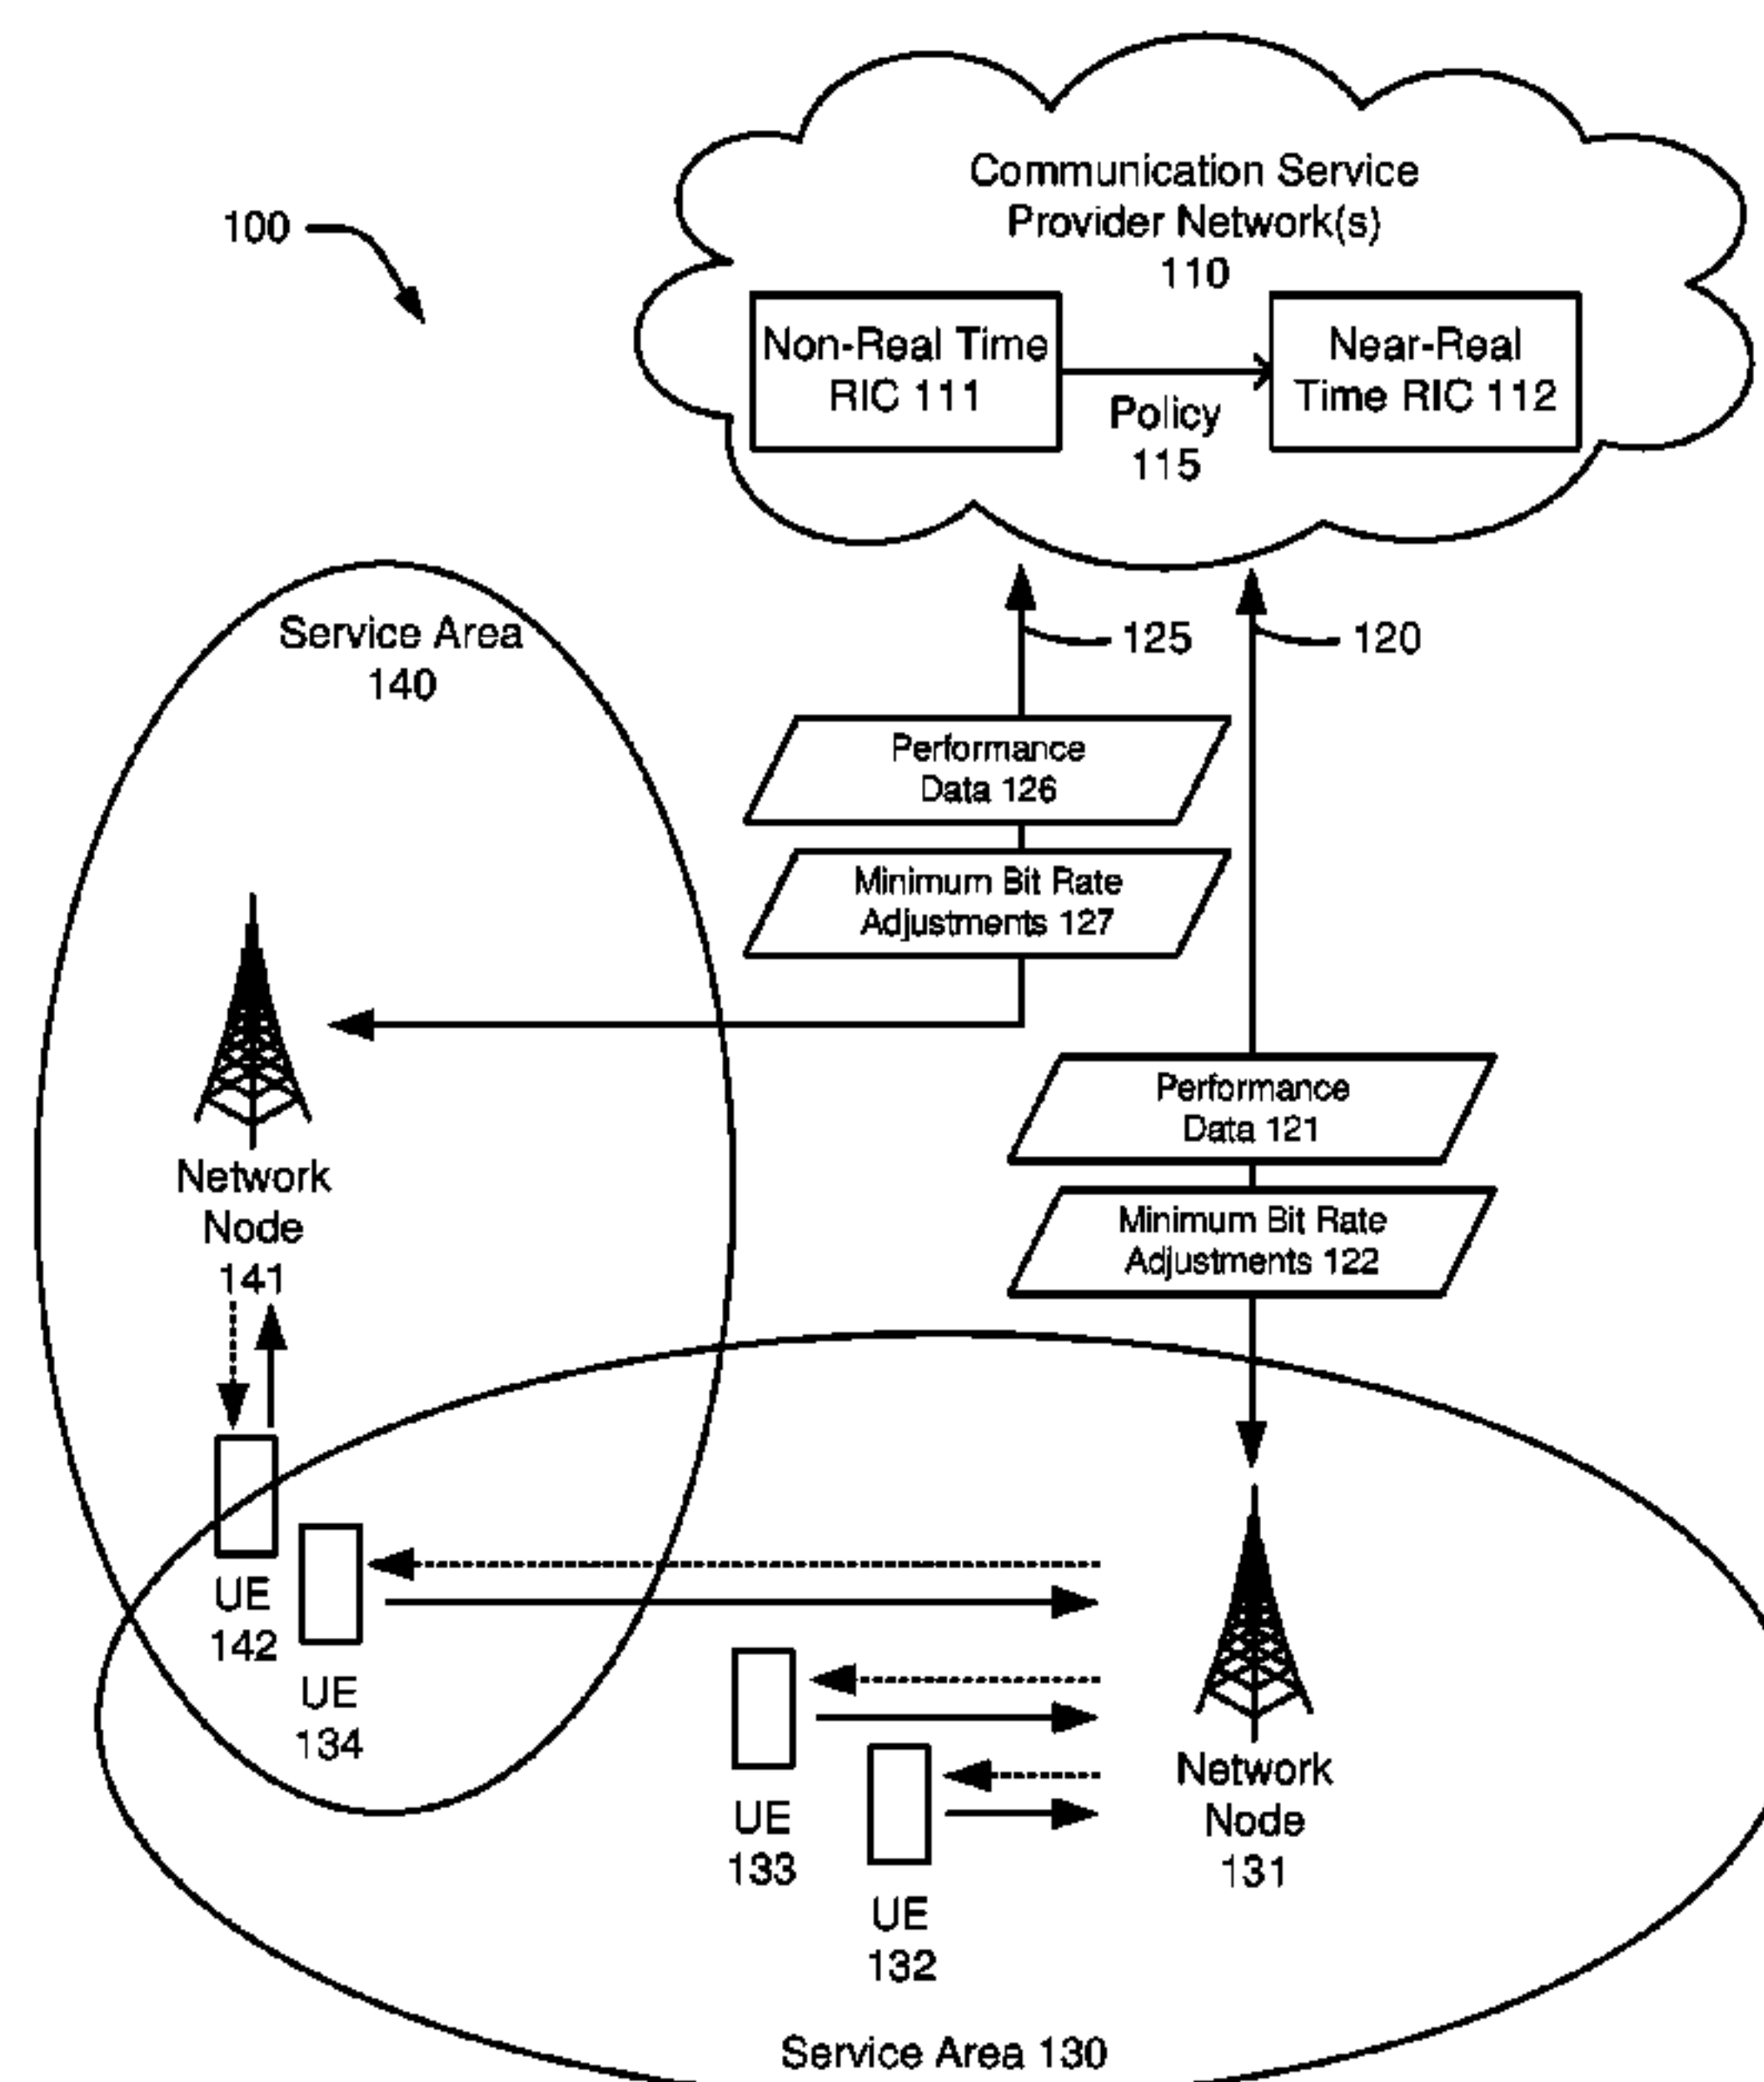 100
Communication Service
Provider Network(s)
110
Non-Real Time
RIC 111
Policy
115
Near-Real
Time RIC 112
Service Area
140
125
120
Performance
Data 126
Minimum Bit Rate
Adjustments 127
Performance
Data 121
Minimum Bit Rate
Adjustments 122
Network
Node
141
UE
142
UE
134
UE
133
UE
132
Network
Node
131
Service Area 130